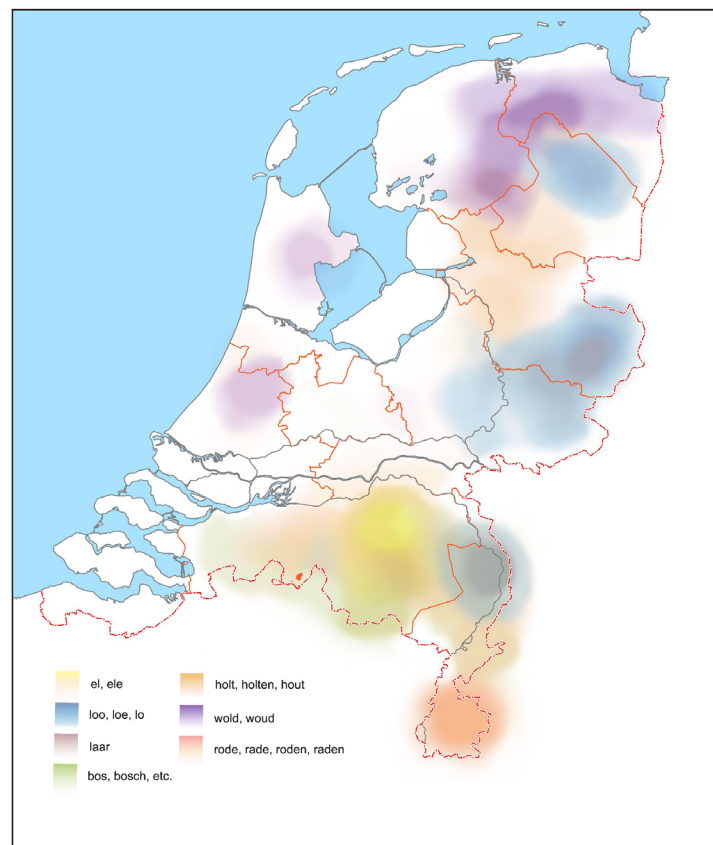 el, ele
loo, loe, lo
laar
bos, bosch, etc.
holt, holten, hout
wold, woud
rode, rade, roden, raden